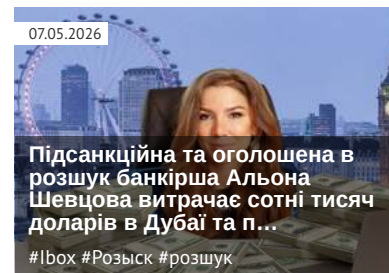 07.05.2026
Підсанкційна та оголошена в
розшук банкірша Альона
Шевцова витрачає сотні тисяч
доларів в Дубаї та п...
#Ibox #Розыск #розшук